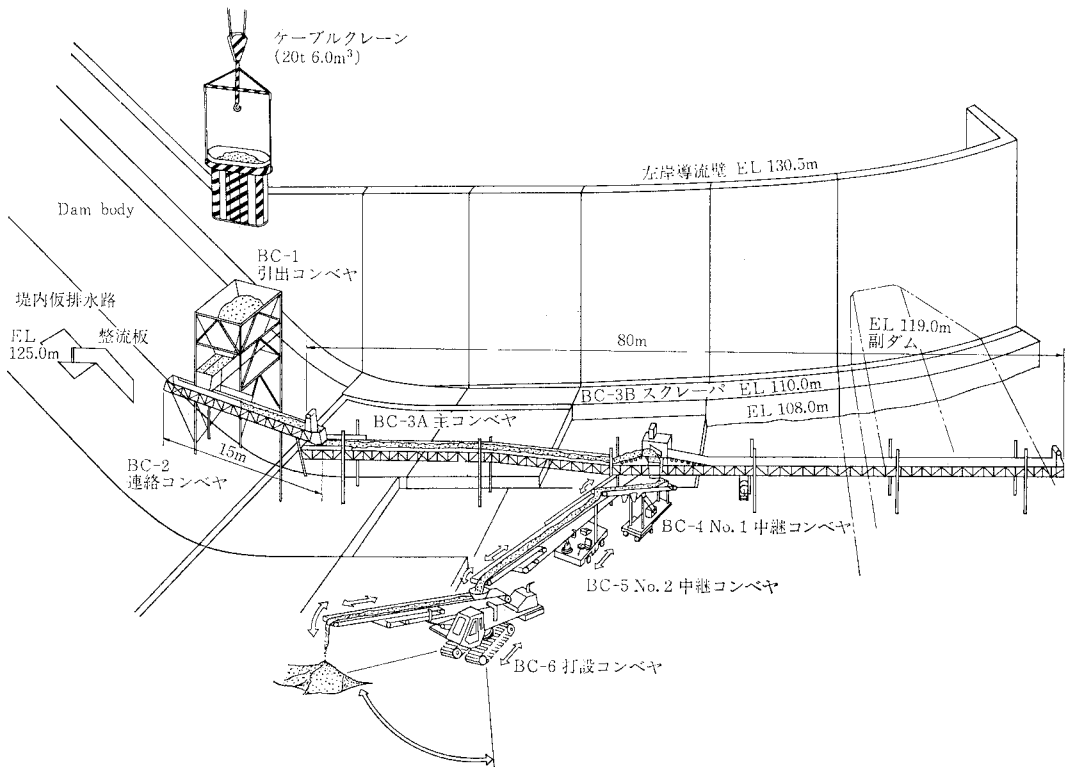 ケーブルクレーン
(20t 6.0m³)
左岸導流壁 EL 130.5m
Dam body
BC-1
引出コンベヤ
堤内仮排水路
EL
125.0m
整流板
EL 119.0m
副ダム
80m
BC-3B スクレーパ EL 110.0m
EL 108.0m
BC-3A 主コンベヤ
15m
BC-2
連絡コンベヤ
BC-4 No.1 中継コンベヤ
BC-5 No.2 中継コンベヤ
BC-6 打設コンベヤ